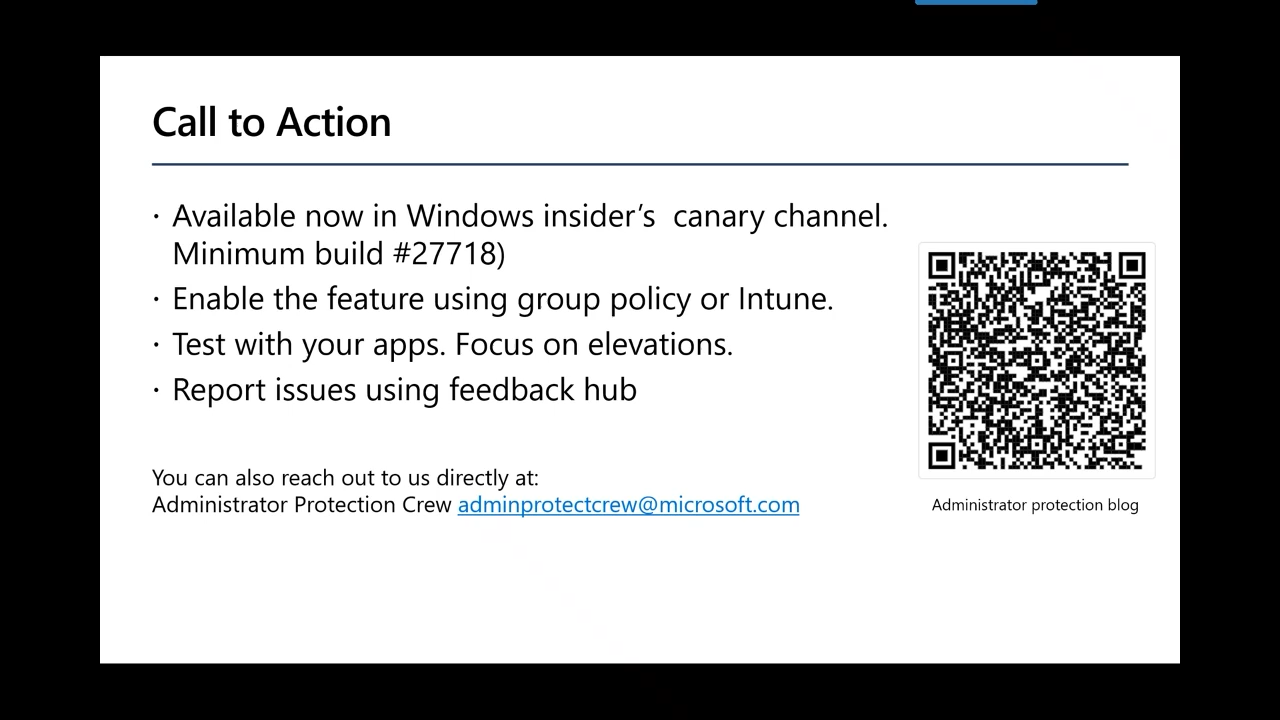 Call to Action
· Available now in Windows insider’s  canary channel.
Minimum build #27718)
· Enable the feature using group policy or Intune.
· Test with your apps. Focus on elevations.
· Report issues using feedback hub
You can also reach out to us directly at:
Administrator Protection Crew adminprotectcrew@microsoft.com
Administrator protection blog